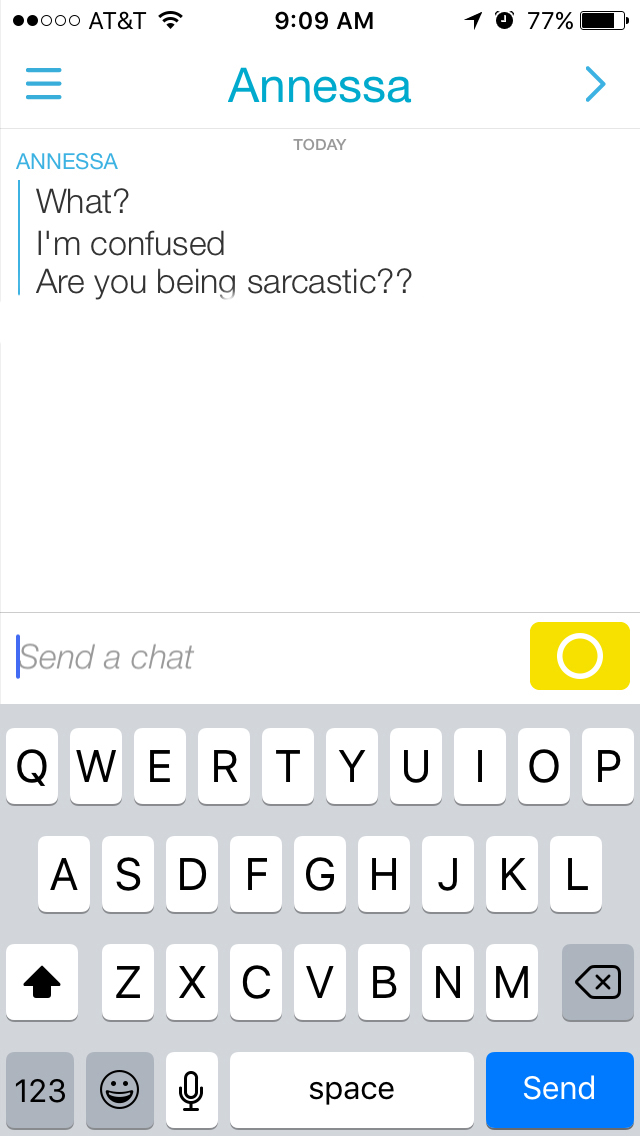 AT&T 9:09 AM 77%
Annessa
TODAY
ANNESSA
What?
I'm confused
Are you being sarcastic??
Send a chat
Q W E R T Y U I O P
A S D F G H J K L
Z X C V B N M
123 space Send